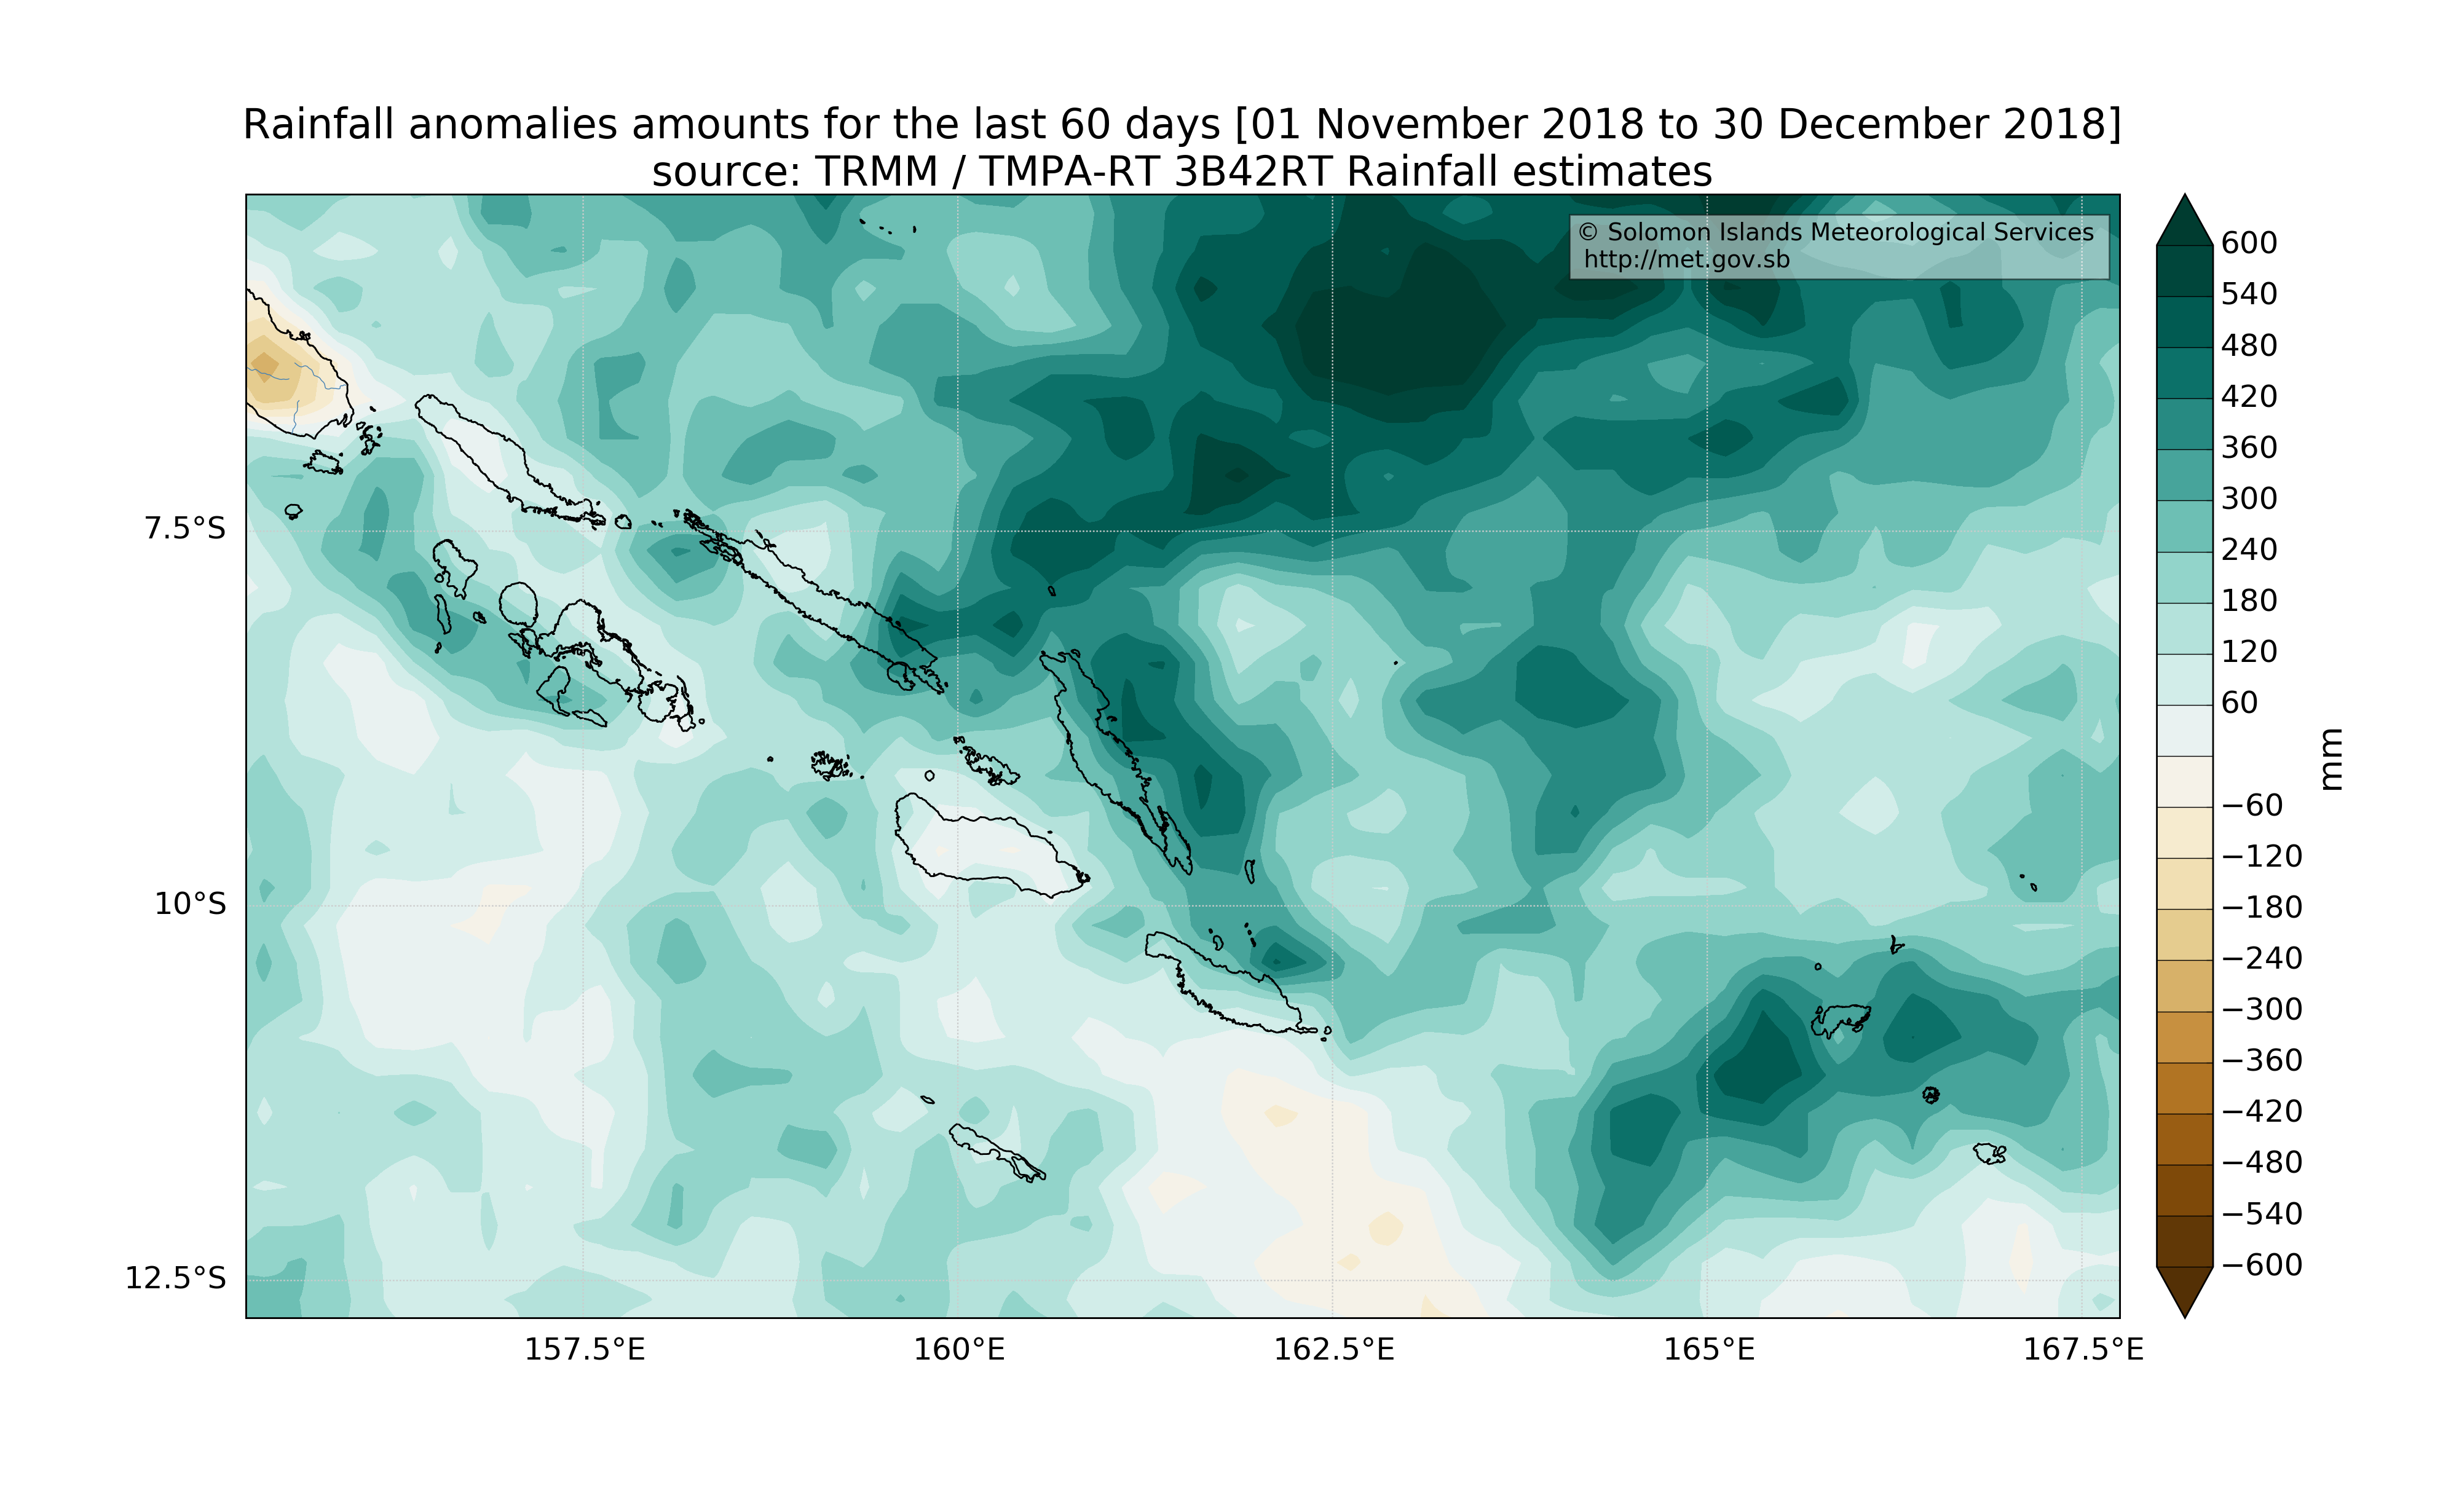 Rainfall anomalies amounts for the last 60 days [01 November 2018 to 30 December 2018]
source: TRMM / TMPA-RT 3B42RT Rainfall estimates
© Solomon Islands Meteorological Services
http://met.gov.sb
7.5°S
10°S
12.5°S
157.5°E
160°E
162.5°E
165°E
167.5°E
600
540
480
420
360
300
240
180
120
60
−60
−120
−180
−240
−300
−360
−420
−480
−540
−600
mm